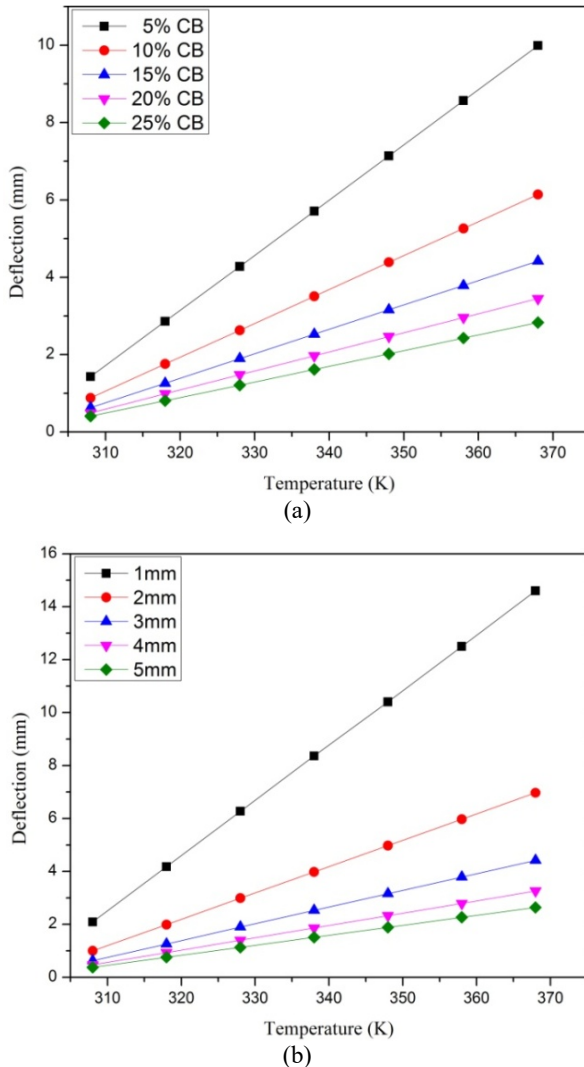 10
8
6
4
2
0
Deflection (mm)
5% CB
10% CB
15% CB
20% CB
25% CB
310 320 330 340 350 360 370
Temperature (K)
(a)
16
14
12
10
8
6
4
2
0
Deflection (mm)
1mm
2mm
3mm
4mm
5mm
310 320 330 340 350 360 370
Temperature (K)
(b)